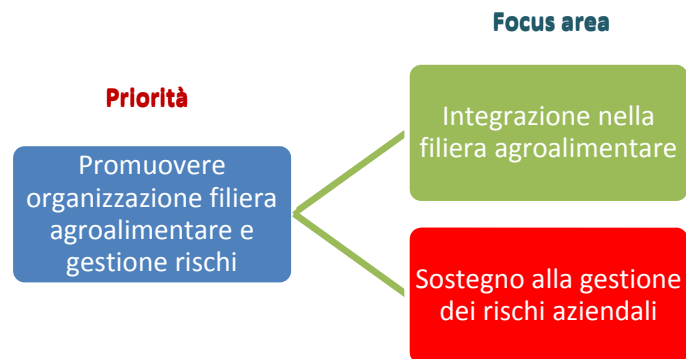 Focus area
Priorità
Integrazione nella
filiera agroalimentare
Promuovere
organizzazione filiera
agroalimentare e
gestione rischi
Sostegno alla gestione
dei rischi aziendali